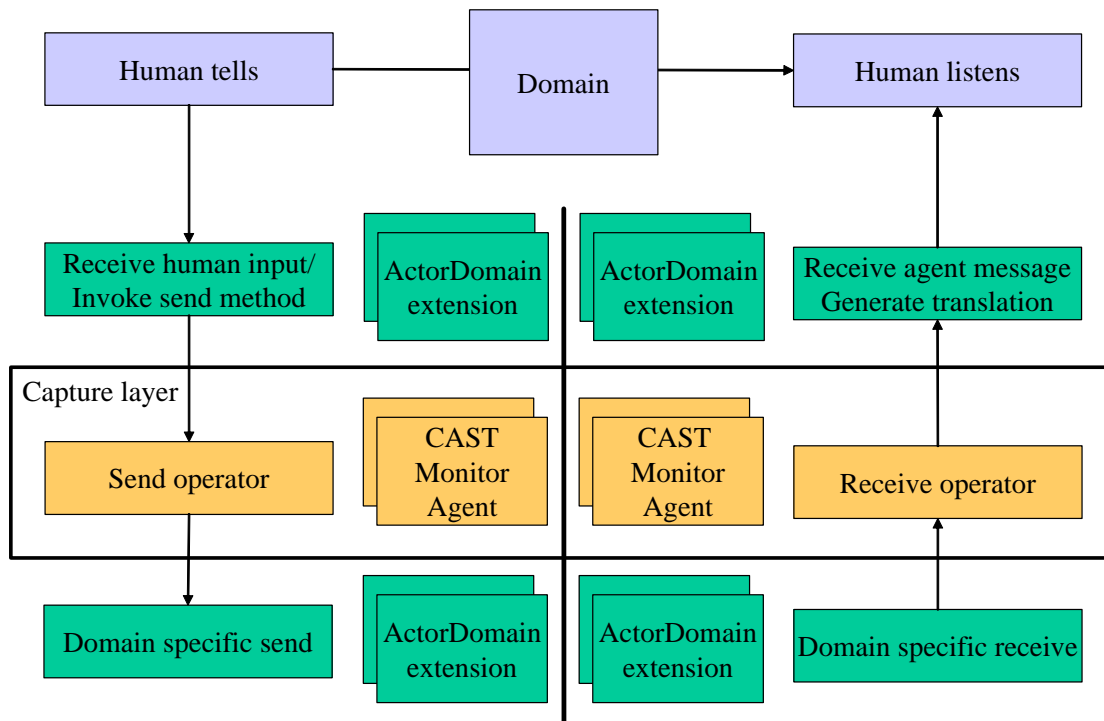 Human tells
Domain
Human listens
Receive human input/
Invoke send method
ActorDomain
extension
ActorDomain
extension
Receive agent message
Generate translation
Capture layer
Send operator
CAST
Monitor
Agent
CAST
Monitor
Agent
Receive operator
Domain specific send
ActorDomain
extension
ActorDomain
extension
Domain specific receive